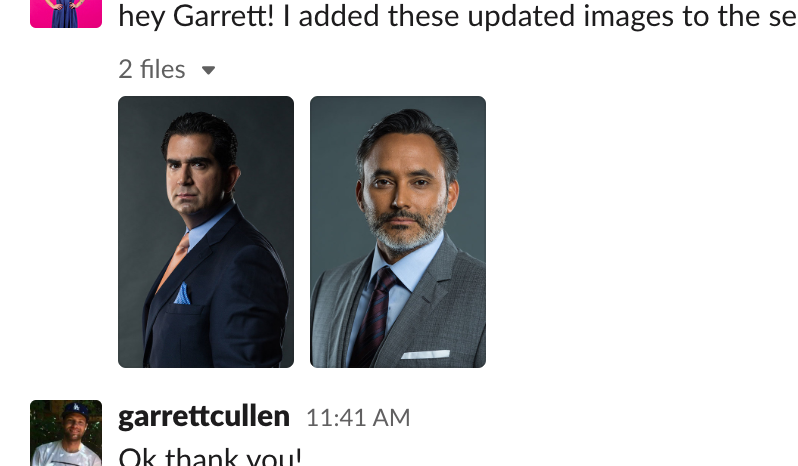 hey Garrett! I added these updated images to the se
2 files
garrettcullen 11:41 AM
Ok thank you!